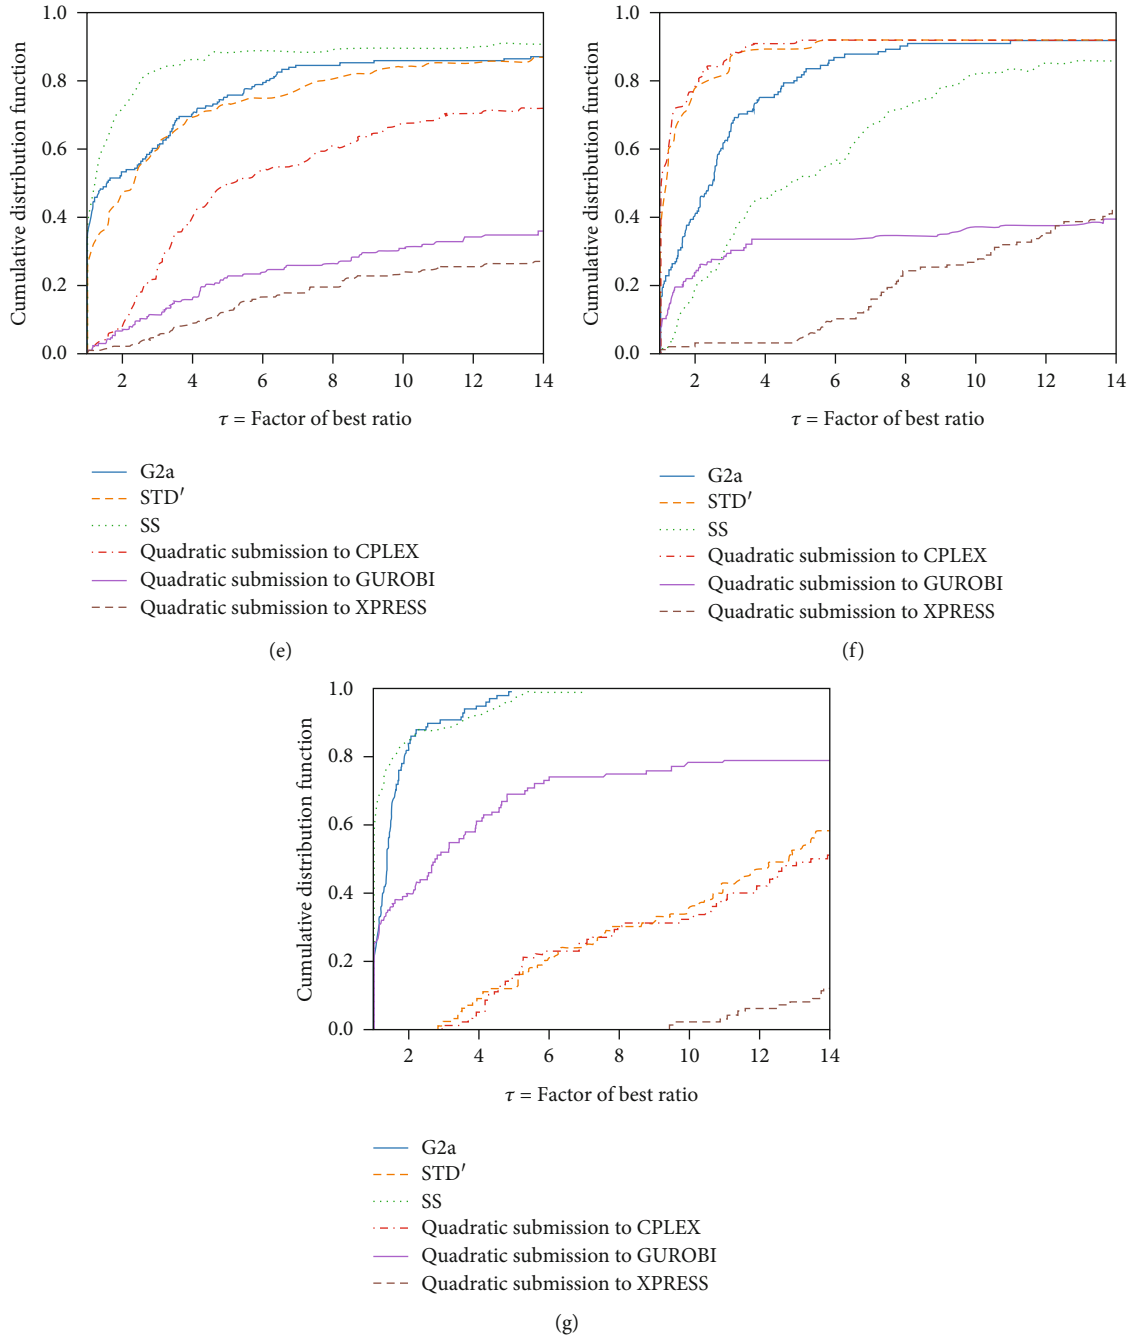 1.0
0.8
0.6
0.4
0.2
0.0
Cumulative distribution function
2 4 6 8 10 12 14
τ = Factor of best ratio
G2a
STD′
SS
Quadratic submission to CPLEX
Quadratic submission to GUROBI
Quadratic submission to XPRESS
(e)
1.0
0.8
0.6
0.4
0.2
0.0
Cumulative distribution function
2 4 6 8 10 12 14
τ = Factor of best ratio
G2a
STD′
SS
Quadratic submission to CPLEX
Quadratic submission to GUROBI
Quadratic submission to XPRESS
(f)
1.0
0.8
0.6
0.4
0.2
0.0
Cumulative distribution function
2 4 6 8 10 12 14
τ = Factor of best ratio
G2a
STD′
SS
Quadratic submission to CPLEX
Quadratic submission to GUROBI
Quadratic submission to XPRESS
(g)